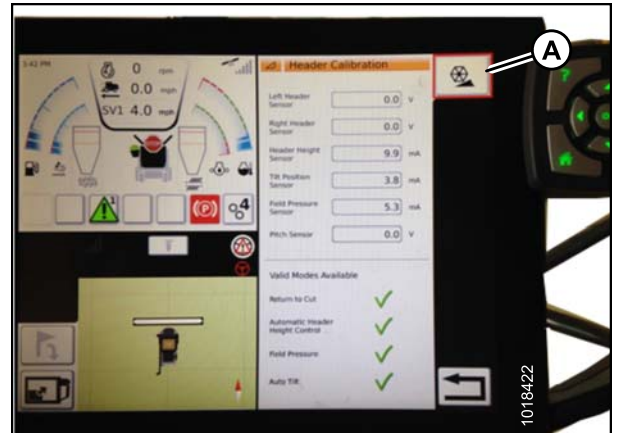 A
3:42 PM
0 rpm
0.0 mph
SV1 4.0 mph
Header Calibration
Left Header Sensor 0.0 V
Right Header Sensor 0.0 V
Header Height Sensor 9.9 mA
Tilt Position Sensor 3.8 mA
Field Pressure Sensor 5.3 mA
Pitch Sensor 0.0 V
1
(P)
4
Valid Modes Available
Return to Cut
Automatic Header Height Control
Field Pressure
Auto Tilt
?
1018422